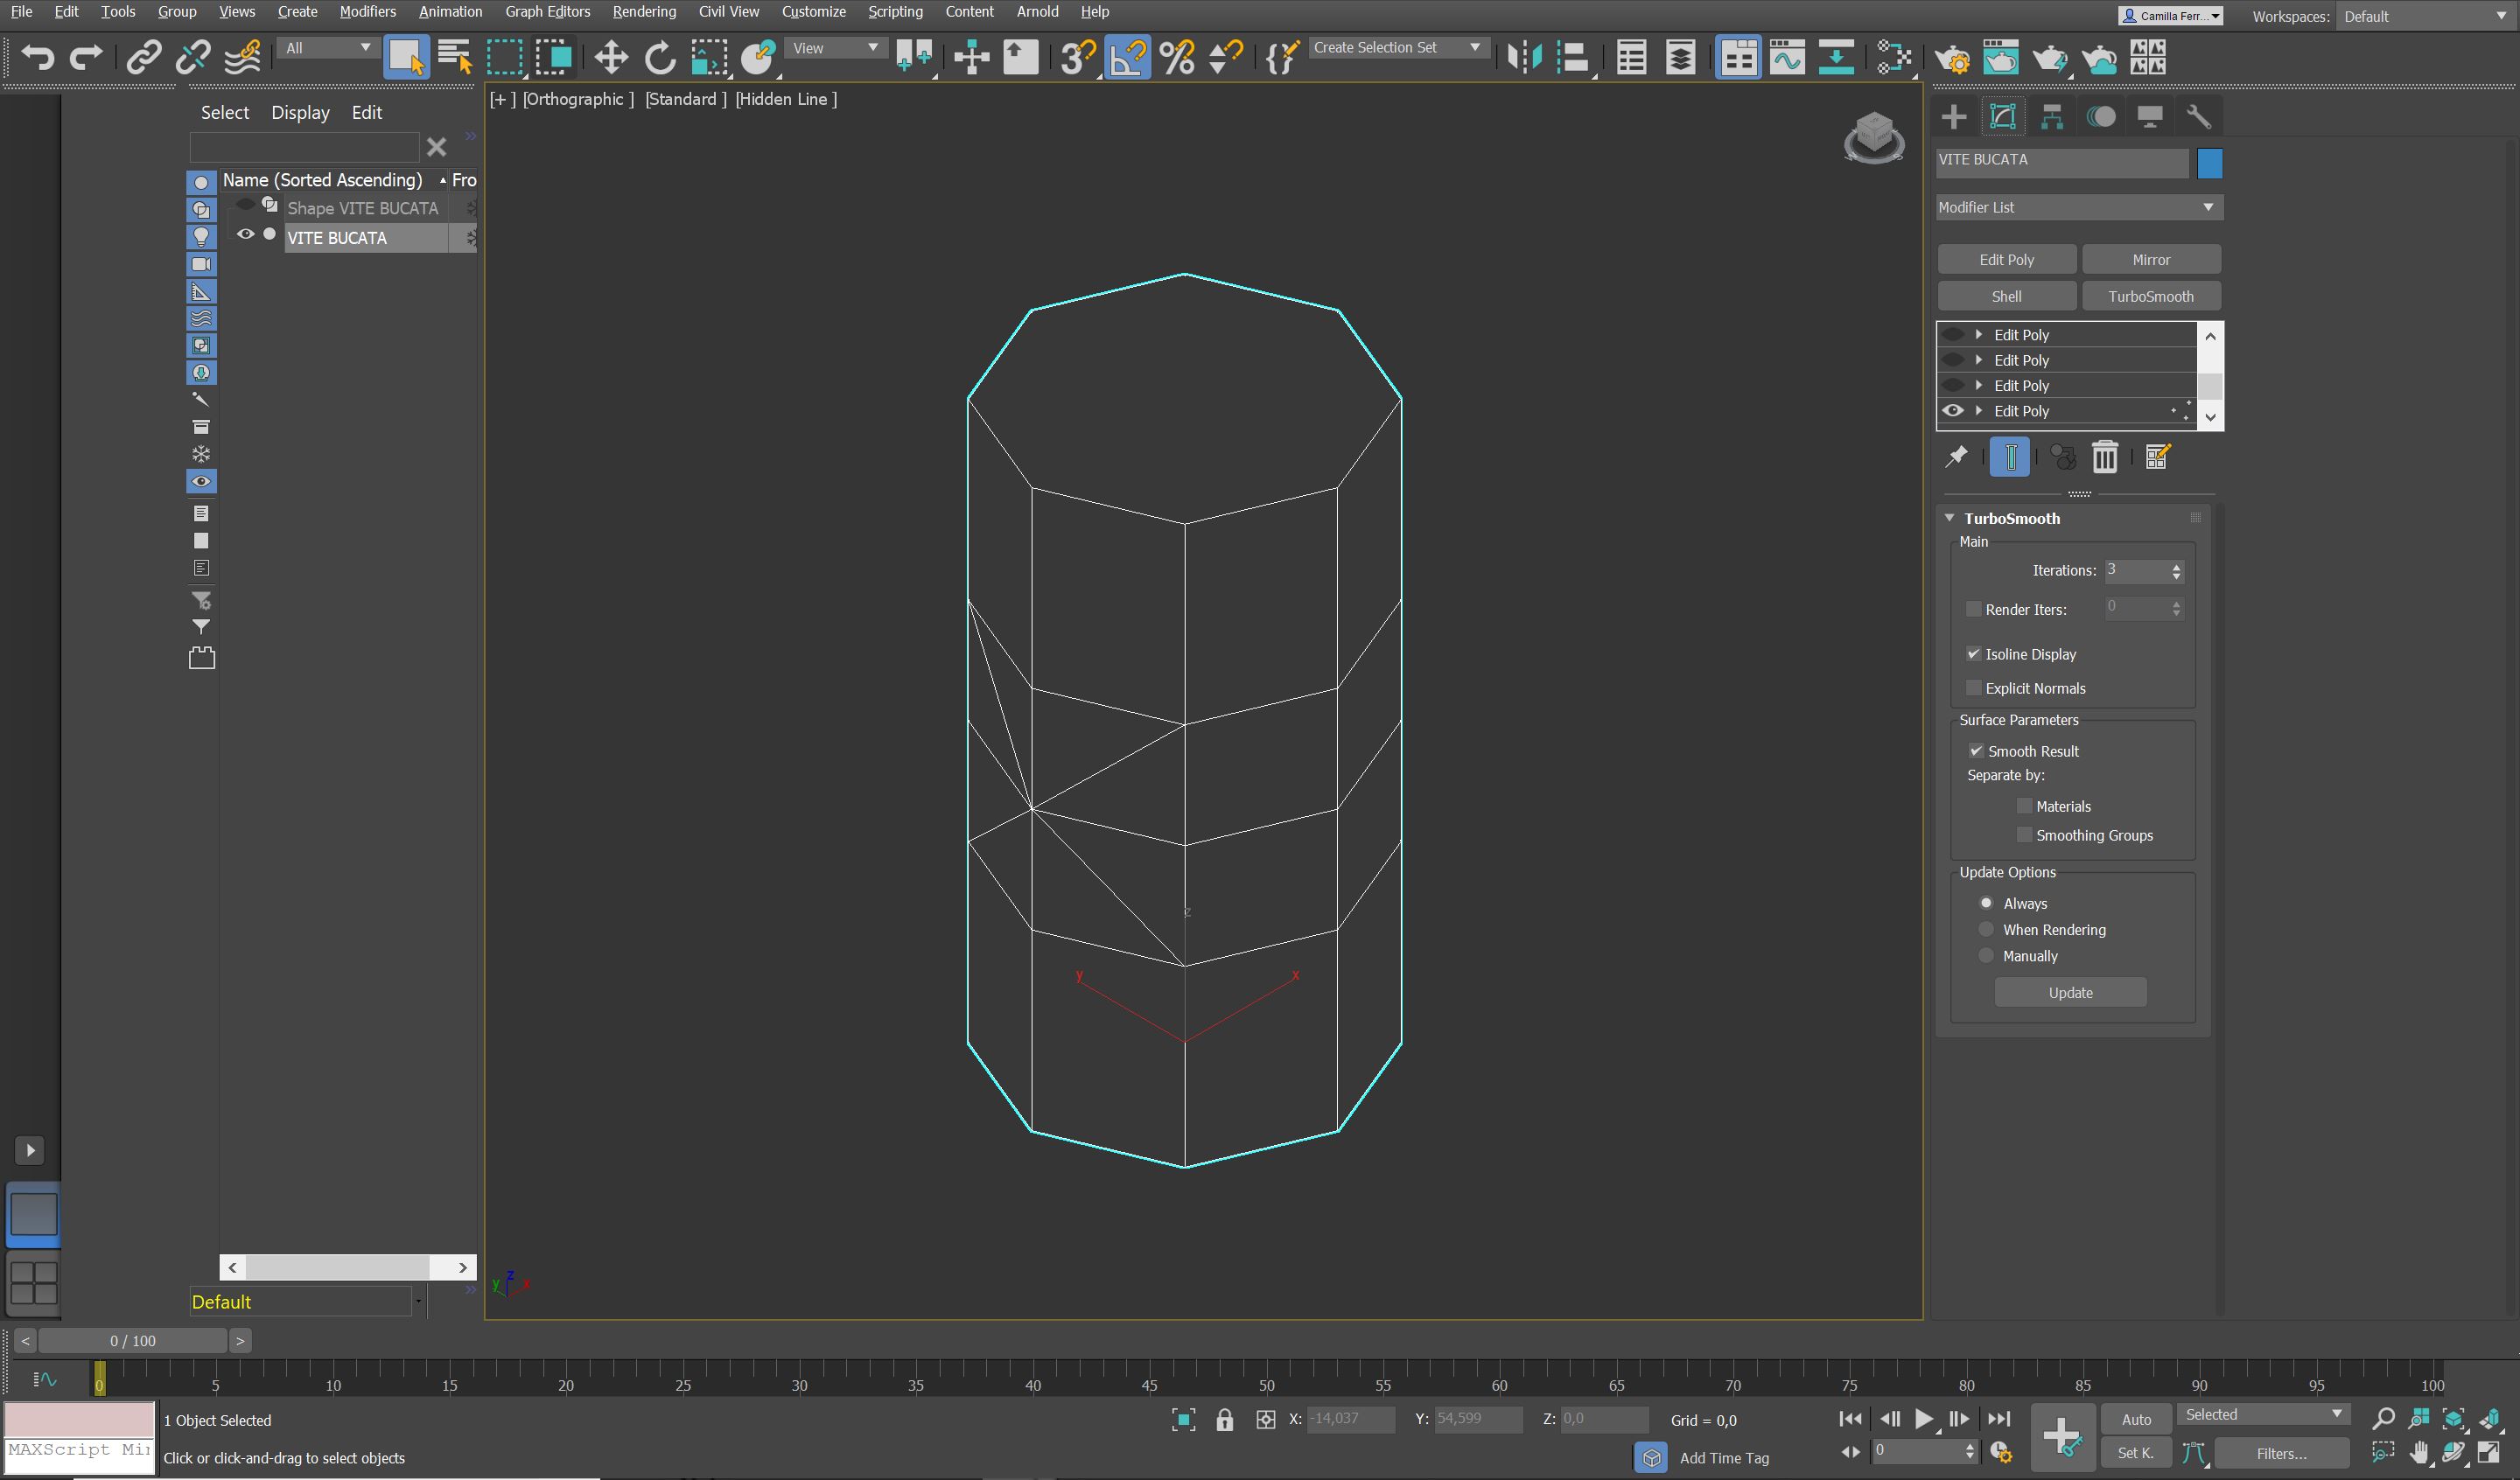 File Edit Tools Group Views Create Modifiers Animation Graph Editors Rendering Civil View Customize Scripting Content Arnold Help
Camilla Ferr... Workspaces: Default
All View Create Selection Set
[+ ] [Orthographic ] [Standard ] [Hidden Line ]
Select Display Edit
Name (Sorted Ascending) Fro
Shape VITE BUCATA
VITE BUCATA
VITE BUCATA
Modifier List
Edit Poly Mirror
Shell TurboSmooth
Edit Poly
Edit Poly
Edit Poly
Edit Poly
TurboSmooth
Main
Iterations: 3
Render Iters: 0
Isoline Display
Explicit Normals
Surface Parameters
Smooth Result
Separate by:
Materials
Smoothing Groups
Update Options
Always
When Rendering
Manually
Update
z
y x
z
y x
Default
< 0 / 100 >
0 5 10 15 20 25 30 35 40 45 50 55 60 65 70 75 80 85 90 95 100
1 Object Selected
X: -14,037 Y: 54,599 Z: 0,0 Grid = 0,0
Auto Selected
MAXScript Mi
Click or click-and-drag to select objects
Add Time Tag
0
Set K. Filters...